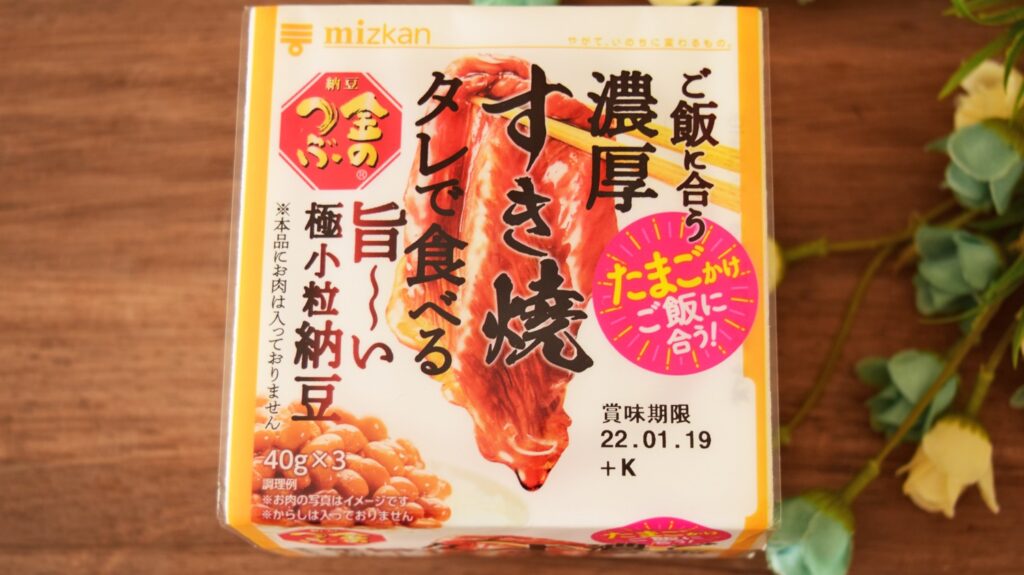 mizkan
やがて、いのちに変わるもの。
ご飯に合う
濃厚
すき焼
タレで食べる
旨〜い
極小粒納豆
※本品にお肉は入っておりません
納豆
金の
つぶ®
たまごかけ
ご飯に
合う!
賞味期限
22.01.19
+K
40g×3
調理例
※お肉の写真はイメージです
※からしは入っておりません
たまごかけ